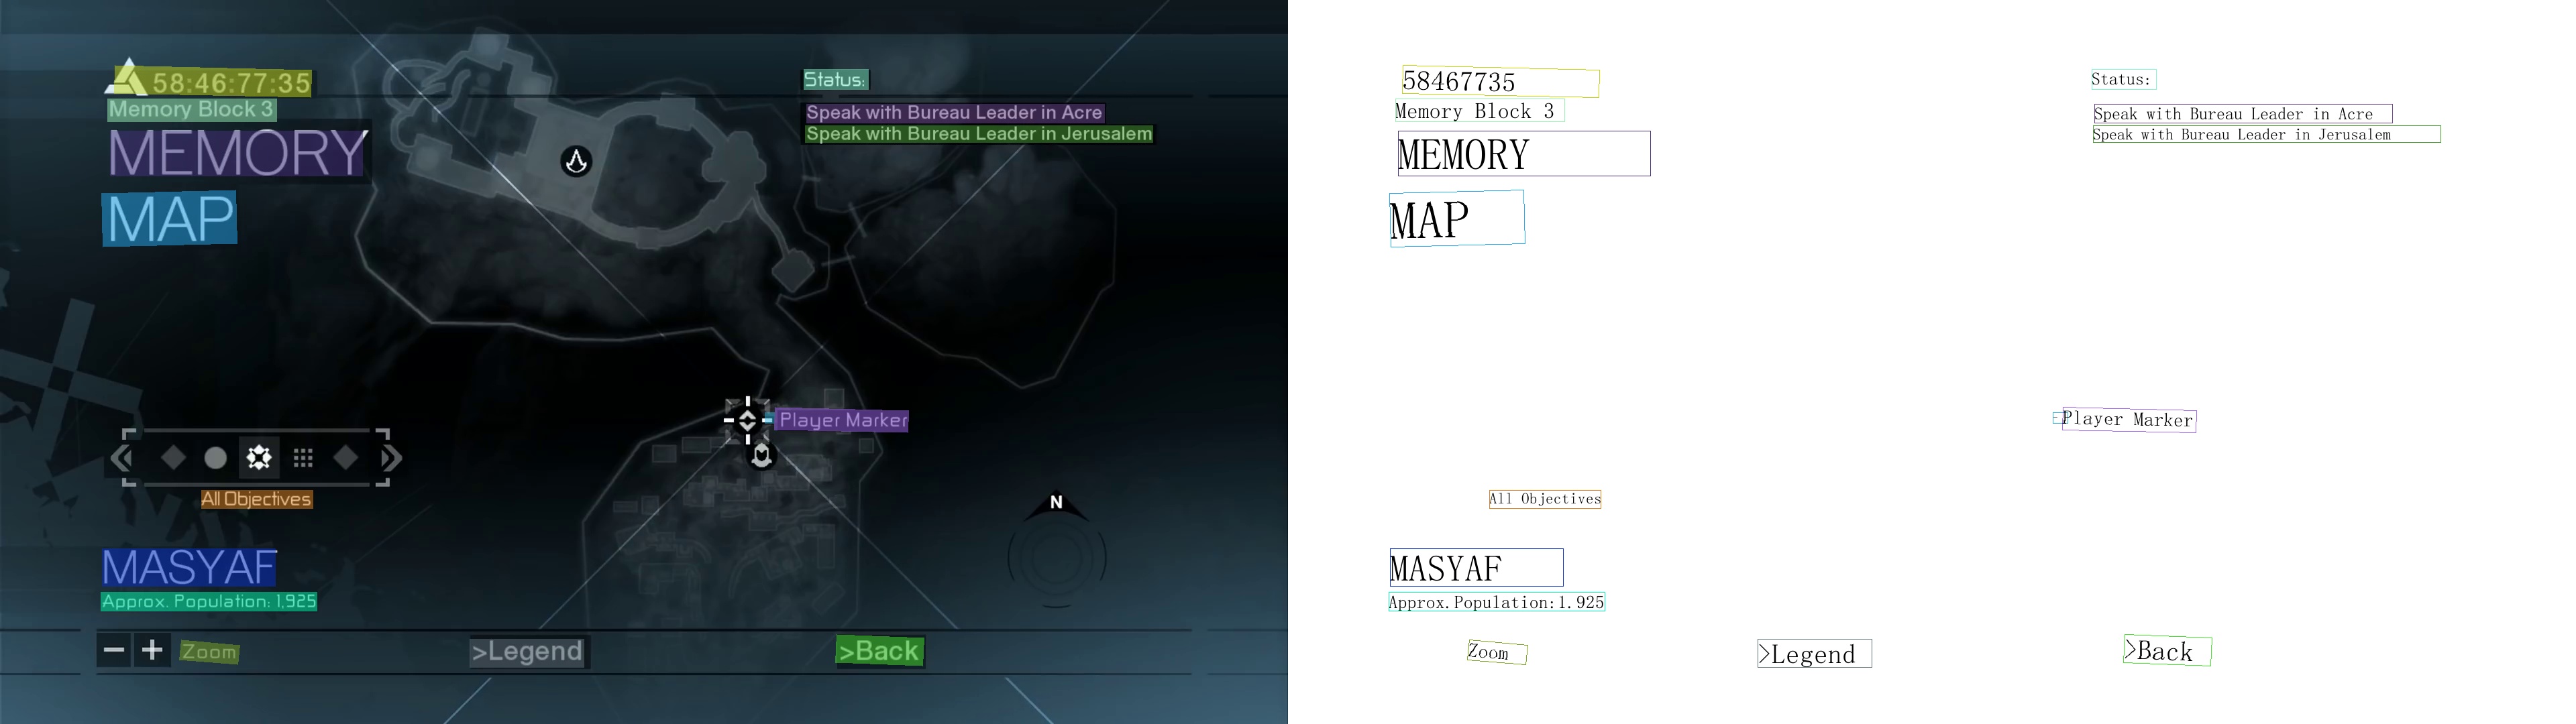 58:46:77:35
Memory Block 3
MEMORY
MAP
Status:
Speak with Bureau Leader in Acre
Speak with Bureau Leader in Jerusalem
Player Marker
All Objectives
N
MASYAF
Approx. Population: 1,925
Zoom
>Legend
>Back
58467735
Memory Block 3
MEMORY
MAP
Status:
Speak with Bureau Leader in Acre
Speak with Bureau Leader in Jerusalem
Player Marker
All Objectives
MASYAF
Approx.Population:1.925
Zoom
>Legend
>Back